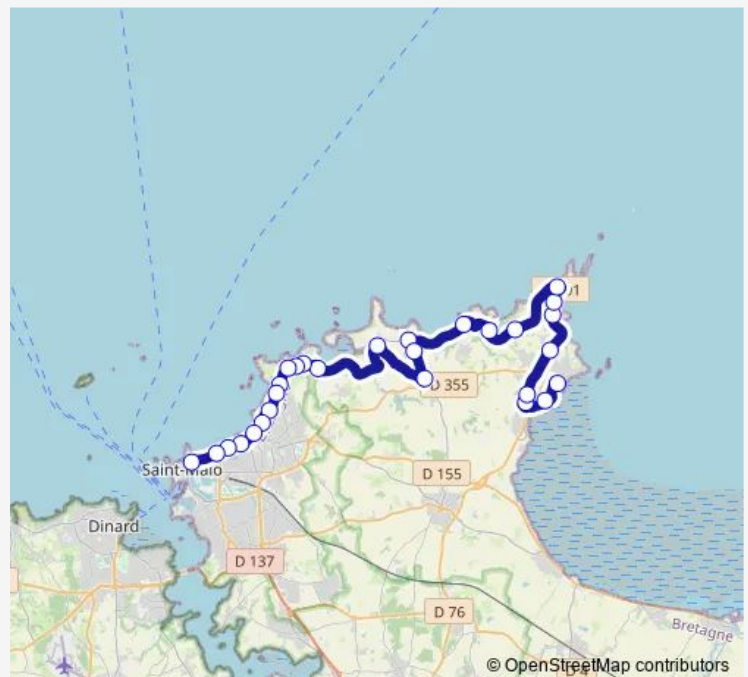 D 355
Saint-Malo
D 155
Dinard
D 137
D 76
Bretagne
© OpenStreetMap contributors